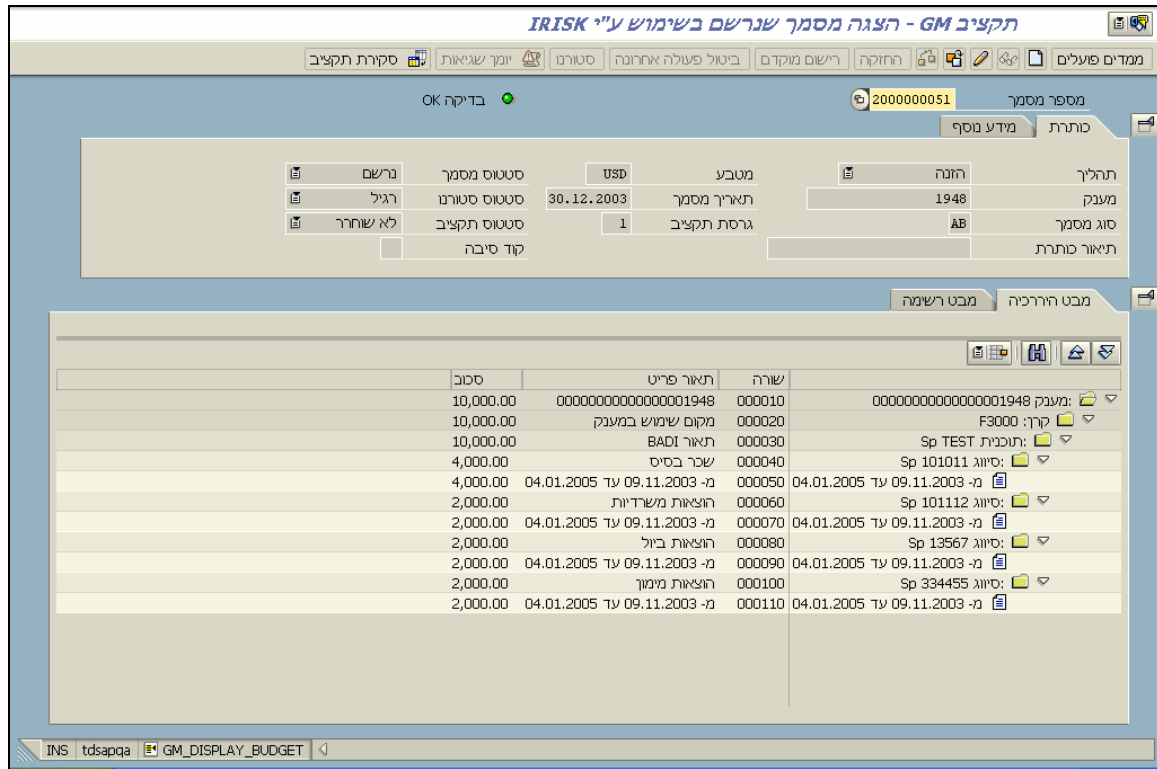 תקציב GM - הצגה מסמך שנרשם בשימוש ע"י IRISK
ממדים פועלים החזקה רישום מוקדם ביטול פעולה אחרונה סטורנו יומן שגיאות סקירת תקציב
מספר מסמך 2000000051 בדיקה OK
כותרת מידע נוסף
תהליך הזנה מטבע USD סטטוס מסמך נרשם
מענק 1948 תאריך מסמך 30.12.2003 סטטוס סטורנו רגיל
סוג מסמך AB גרסת תקציב 1 סטטוס תקציב לא שוחרר
תיאור כותרת קוד סיבה
מבט היררכיה מבט רשימה
שורה תאור פריט סכוב
מענק: 00000000000000001948 000010 00000000000000001948 10,000.00
קרן: F3000 000020 מקום שימוש במענק 10,000.00
תוכנית: Sp TEST 000030 תאור BADI 10,000.00
סיווג: Sp 101011 000040 שכר בסיס 4,000.00
מ- 09.11.2003 עד 04.01.2005 000050 מ- 09.11.2003 עד 04.01.2005 4,000.00
סיווג: Sp 101112 000060 הוצאות משרדיות 2,000.00
מ- 09.11.2003 עד 04.01.2005 000070 מ- 09.11.2003 עד 04.01.2005 2,000.00
סיווג: Sp 13567 000080 הוצאות ביול 2,000.00
מ- 09.11.2003 עד 04.01.2005 000090 מ- 09.11.2003 עד 04.01.2005 2,000.00
סיווג: Sp 334455 000100 הוצאות מימון 2,000.00
מ- 09.11.2003 עד 04.01.2005 000110 מ- 09.11.2003 עד 04.01.2005 2,000.00
INS tdsapqa GM_DISPLAY_BUDGET